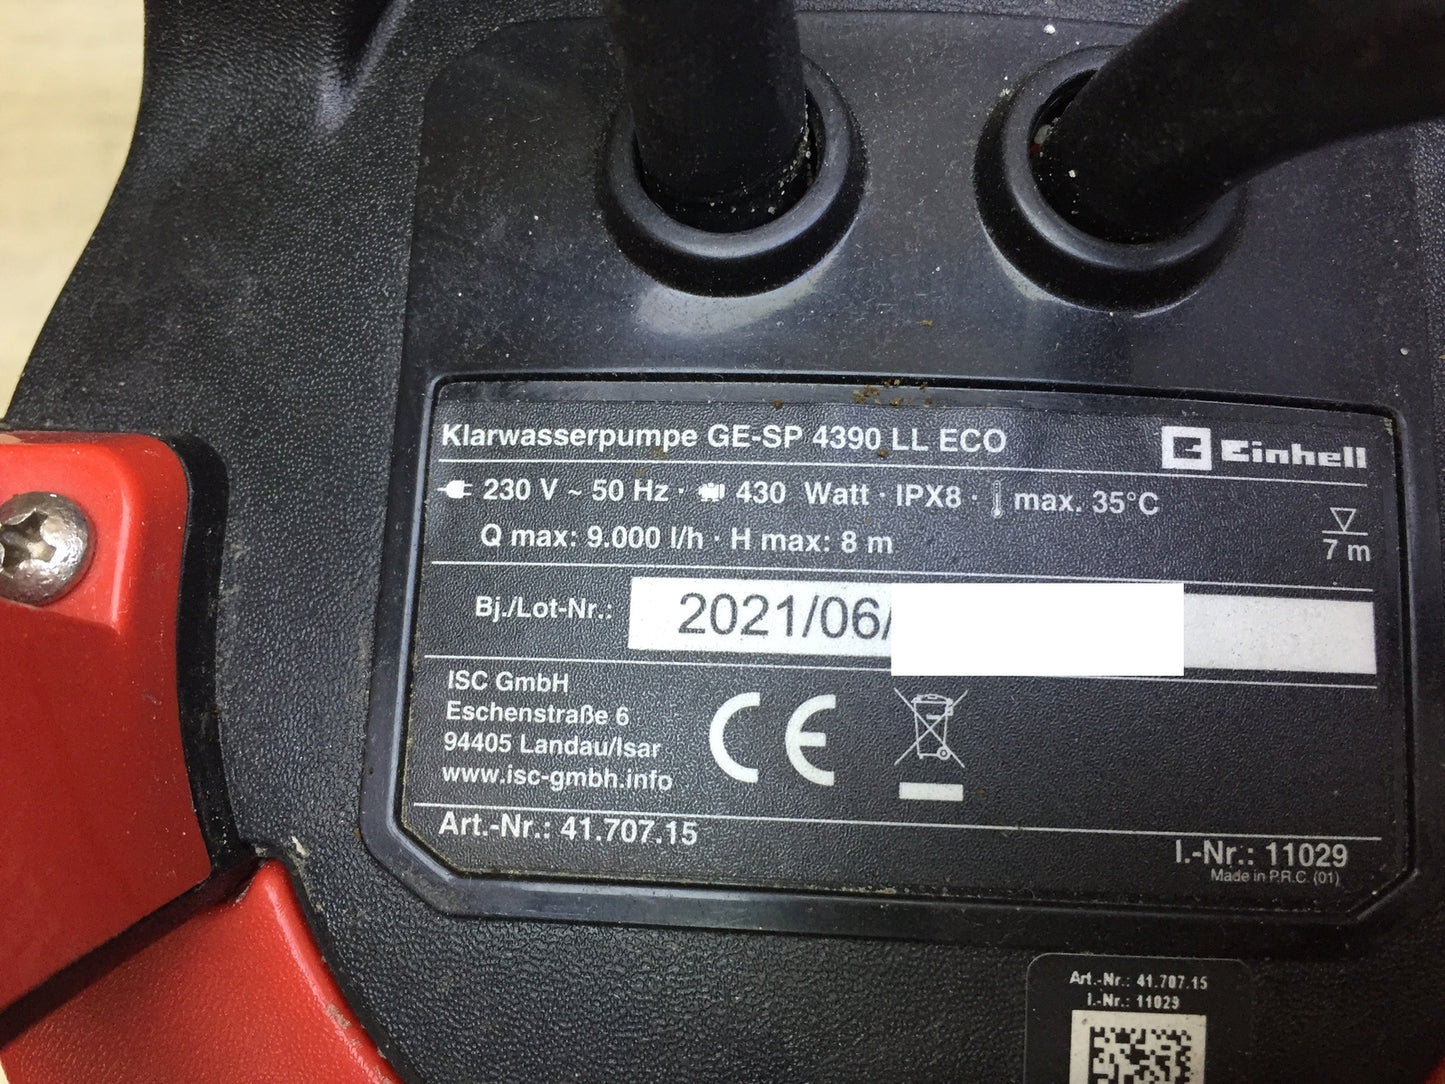 Klarwasserpumpe GE-SP 4390 LL ECO
Einhell
230 V ~ 50 Hz · 430 Watt · IPX8 · max. 35°C
Q max: 9.000 l/h · H max: 8 m
7 m
Bj./Lot-Nr.: 2021/06/
ISC GmbH
Eschenstraße 6
94405 Landau/Isar
www.isc-gmbh.info
CE
Art.-Nr.: 41.707.15
I.-Nr.: 11029
Made in P.R.C. (01)
Art.-Nr.: 41.707.15
I.-Nr.: 11029